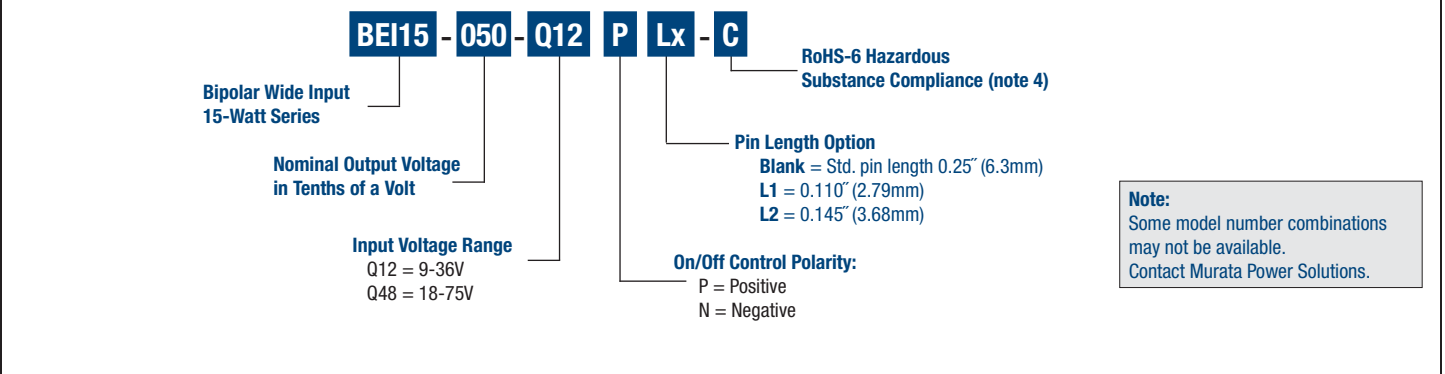 BEI15 - 050 - Q12 P Lx - C
RoHS-6 Hazardous
Substance Compliance (note 4)
Bipolar Wide Input
15-Watt Series
Pin Length Option
Blank = Std. pin length 0.25˝ (6.3mm)
L1 = 0.110˝ (2.79mm)
L2 = 0.145˝ (3.68mm)
Nominal Output Voltage
in Tenths of a Volt
Note:
Some model number combinations
may not be available.
Contact Murata Power Solutions.
Input Voltage Range
Q12 = 9-36V
Q48 = 18-75V
On/Off Control Polarity:
P = Positive
N = Negative